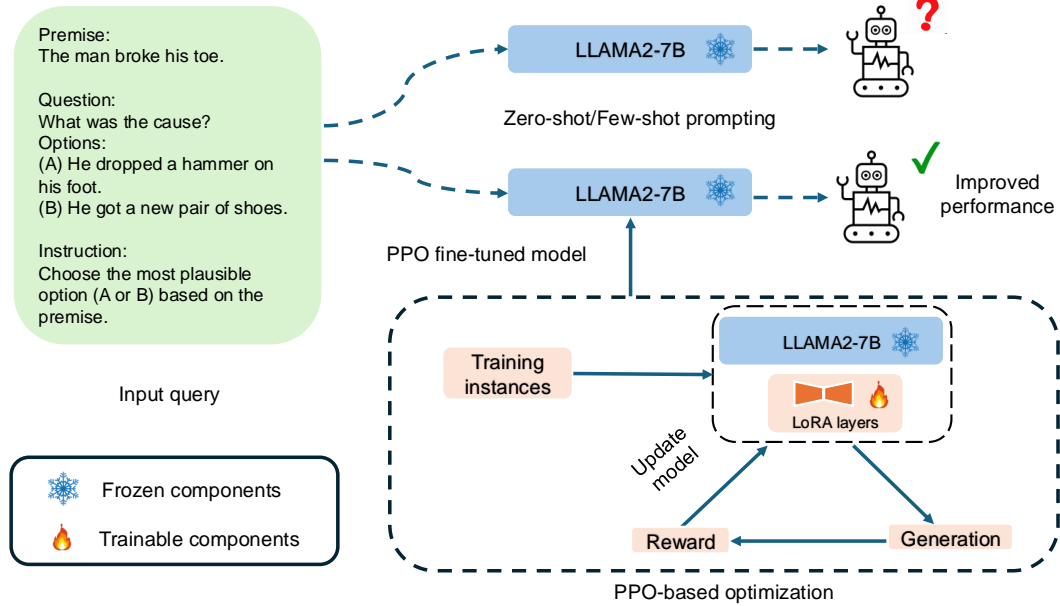 Premise:
The man broke his toe.
Question:
What was the cause?
Options:
(A) He dropped a hammer on
his foot.
(B) He got a new pair of shoes.
Instruction:
Choose the most plausible
option (A or B) based on the
premise.
Input query
LLAMA2-7B
?
Zero-shot/Few-shot prompting
LLAMA2-7B
Improved
performance
PPO fine-tuned model
LLAMA2-7B
Training
instances
LoRA layers
Update
model
Reward
Generation
PPO-based optimization
Frozen components
Trainable components